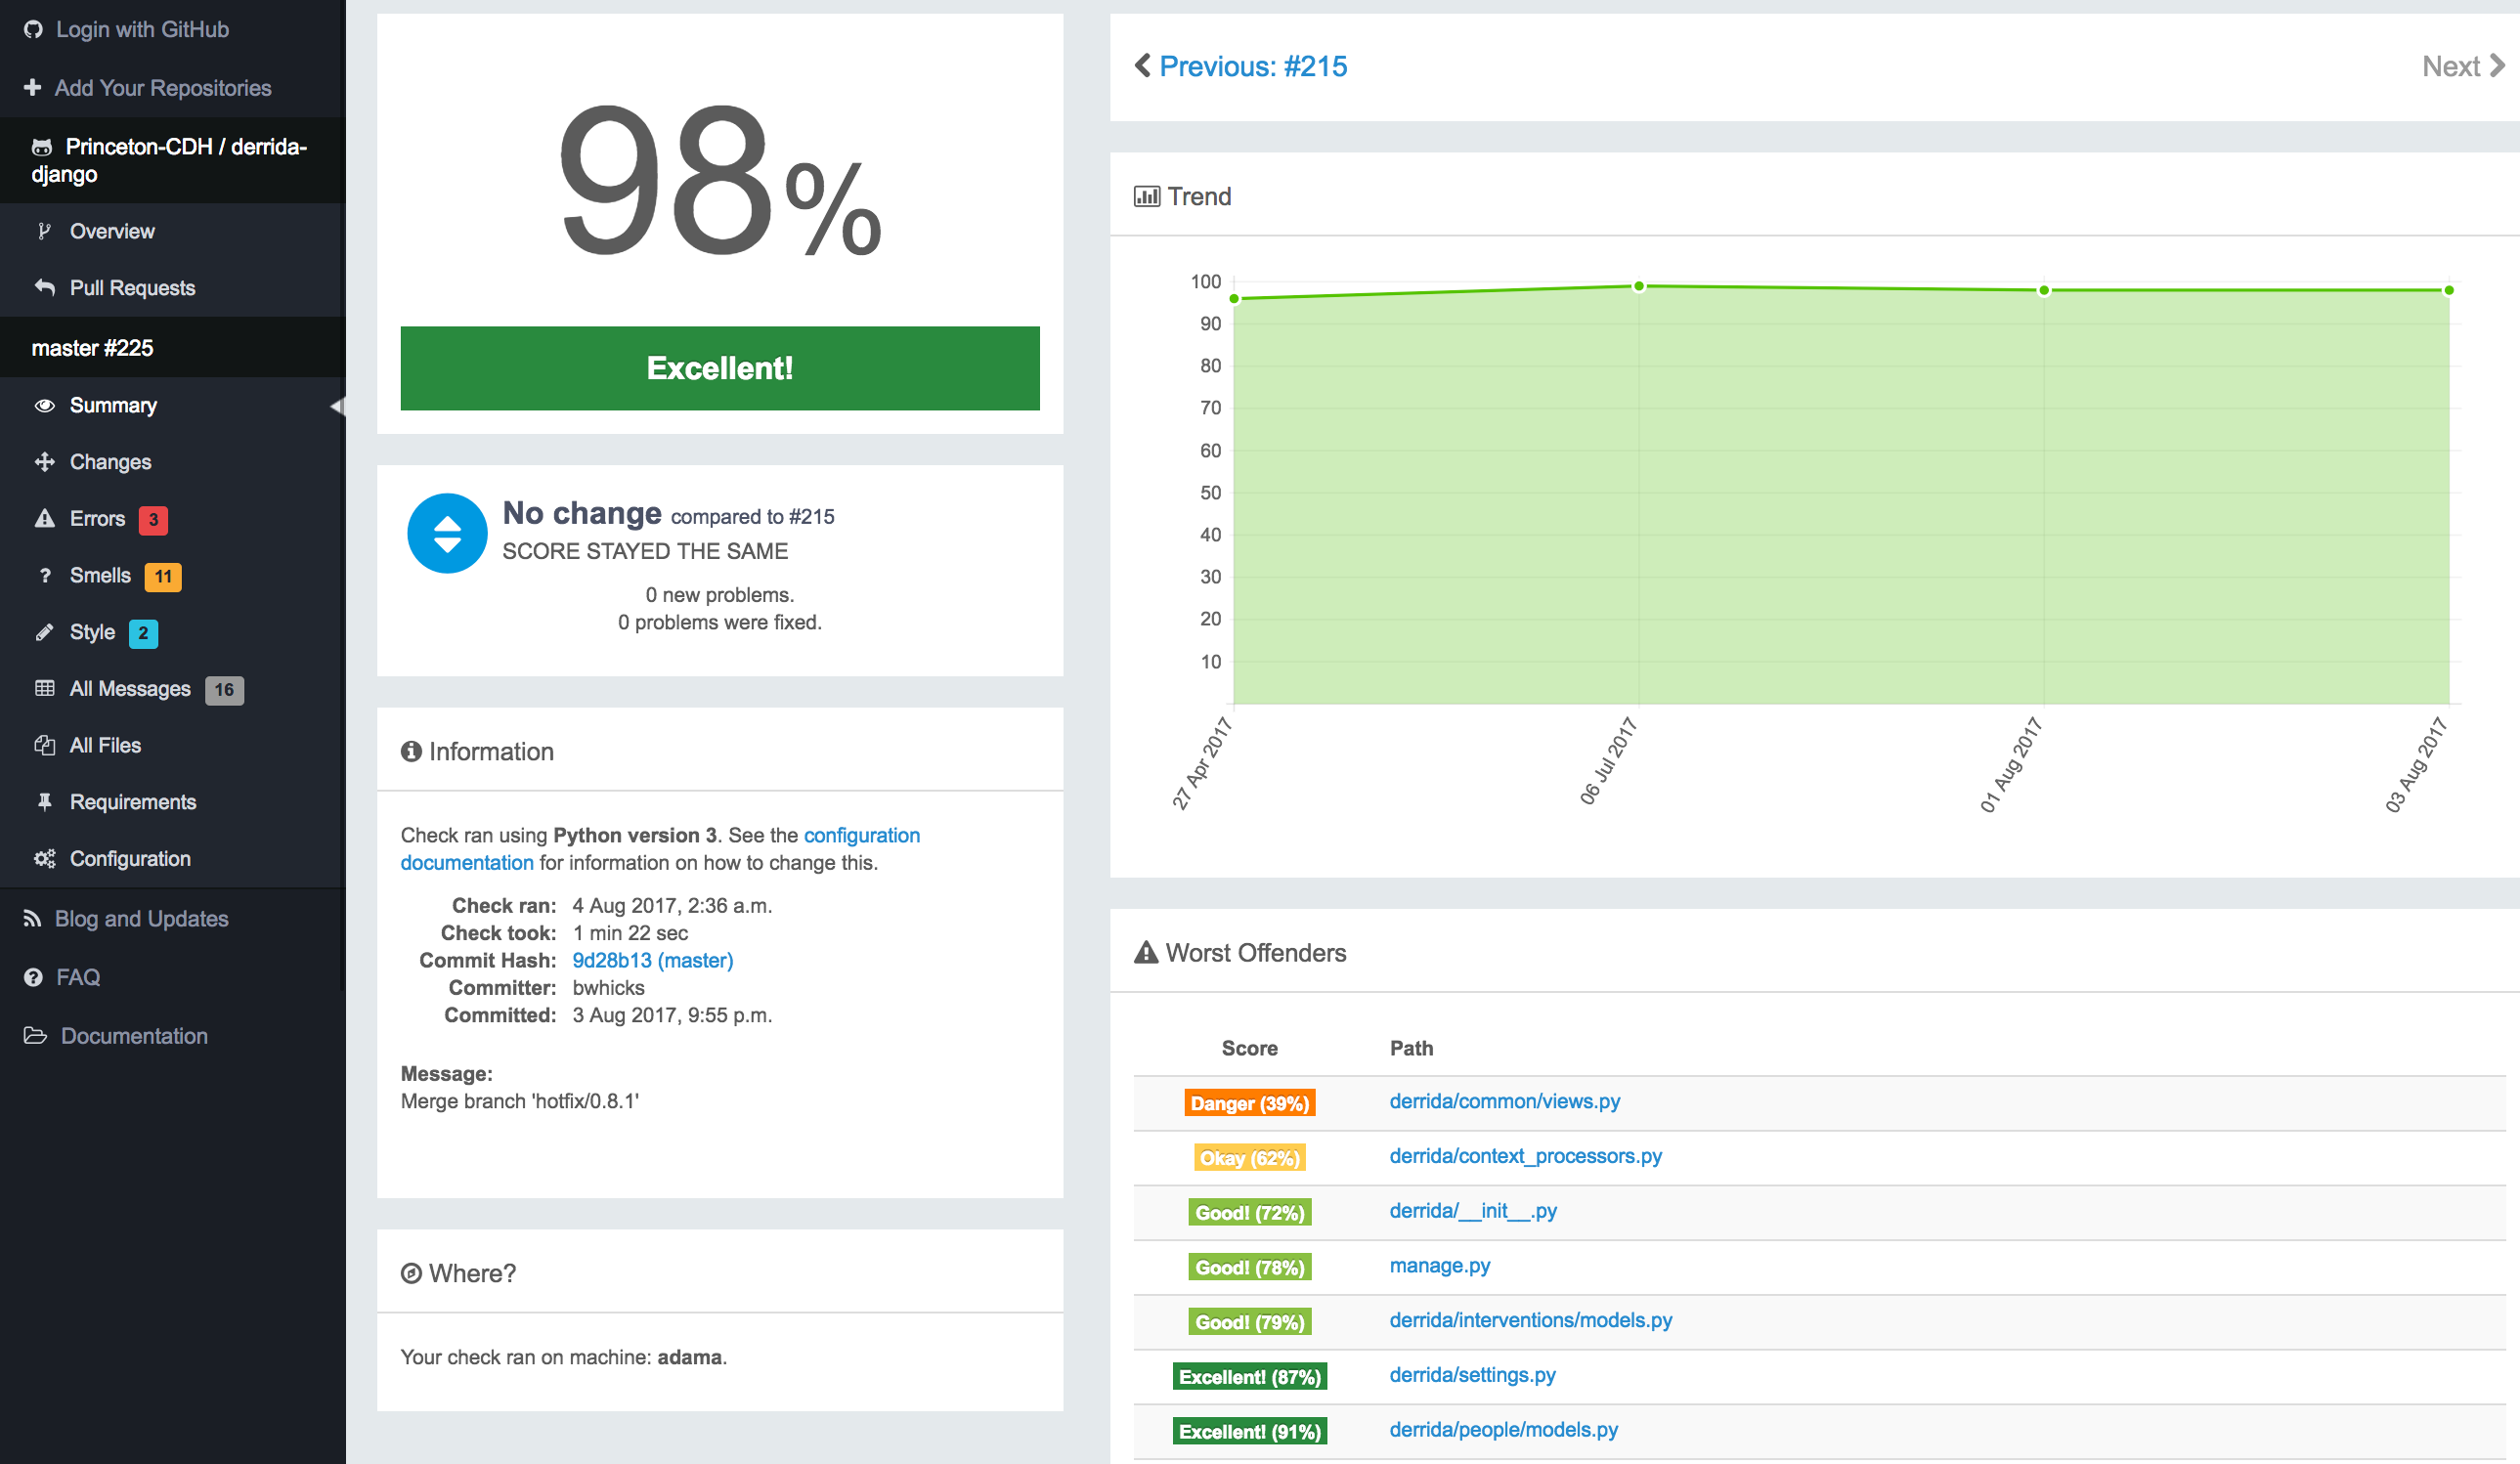 Login with GitHub
Add Your Repositories
Princeton-CDH / derrida-
django
Overview
Pull Requests
master #225
Summary
Changes
Errors 3
Smells 11
Style 2
All Messages 16
All Files
Requirements
Configuration
Blog and Updates
FAQ
Documentation
98%
Excellent!
No change compared to #215
SCORE STAYED THE SAME
0 new problems.
0 problems were fixed.
Information
Check ran using Python version 3. See the configuration
documentation for information on how to change this.
Check ran: 4 Aug 2017, 2:36 a.m.
Check took: 1 min 22 sec
Commit Hash: 9d28b13 (master)
Committer: bwhicks
Committed: 3 Aug 2017, 9:55 p.m.
Message:
Merge branch 'hotfix/0.8.1'
Where?
Your check ran on machine: adama.
Previous: #215
Next
Trend
100
90
80
70
60
50
40
30
20
10
27 Apr 2017
06 Jul 2017
01 Aug 2017
03 Aug 2017
Worst Offenders
Score Path
Danger (39%) derrida/common/views.py
Okay (62%) derrida/context_processors.py
Good! (72%) derrida/__init__.py
Good! (78%) manage.py
Good! (79%) derrida/interventions/models.py
Excellent! (87%) derrida/settings.py
Excellent! (91%) derrida/people/models.py